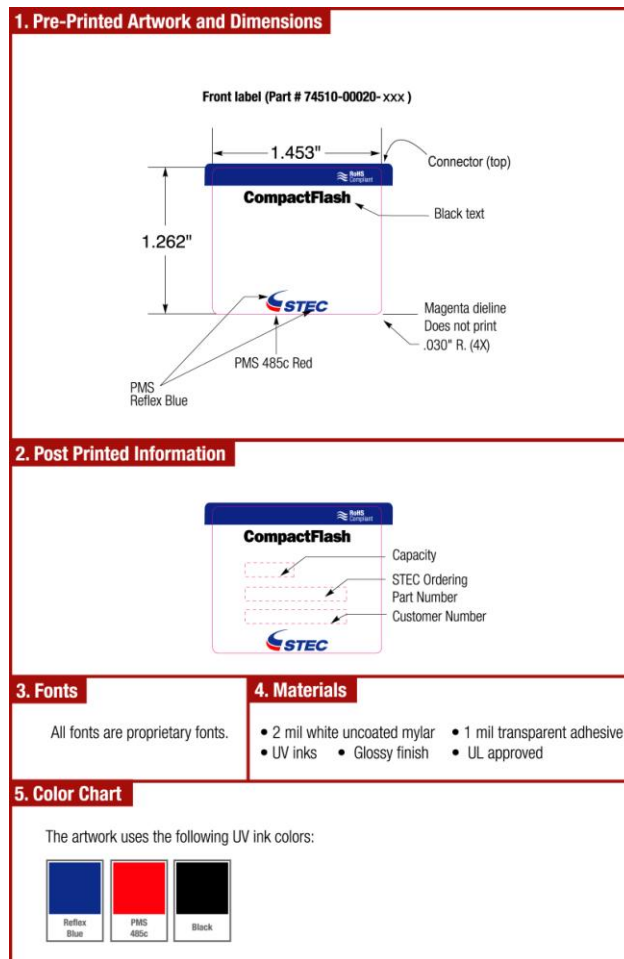 1. Pre-Printed Artwork and Dimensions
Front label (Part # 74510-00020- xxx )
1.453"
Connector (top)
RoHS
Compliant
CompactFlash
Black text
1.262"
STEC
Magenta dieline
Does not print
.030" R. (4X)
PMS 485c Red
PMS
Reflex Blue
2. Post Printed Information
RoHS
Compliant
CompactFlash
Capacity
STEC Ordering
Part Number
Customer Number
STEC
3. Fonts
All fonts are proprietary fonts.
4. Materials
• 2 mil white uncoated mylar • 1 mil transparent adhesive
• UV inks • Glossy finish • UL approved
5. Color Chart
The artwork uses the following UV ink colors:
Reflex
Blue
PMS
485c
Black